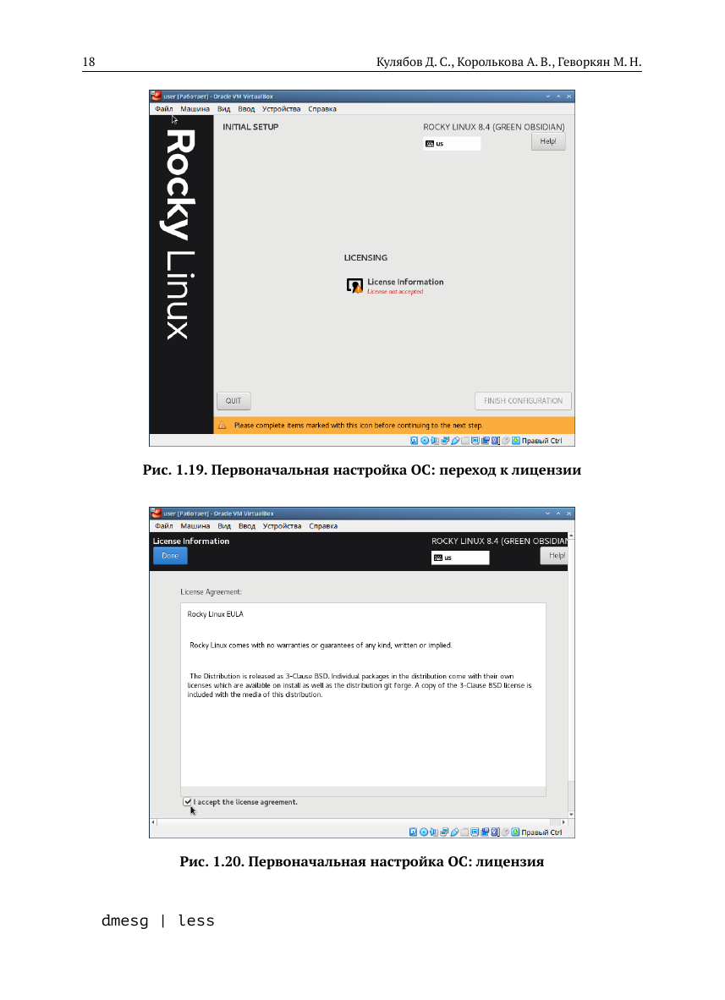 18
Кулябов Д. С., Королькова А. В., Геворкян М. Н.
user [Работает] - Oracle VM VirtualBox
Файл Машина Вид Ввод Устройства Справка
Rocky Linux
INITIAL SETUP
ROCKY LINUX 8.4 (GREEN OBSIDIAN)
us
Help!
LICENSING
License Information
License not accepted
QUIT
FINISH CONFIGURATION
Please complete items marked with this icon before continuing to the next step.
Правый Ctrl
Рис. 1.19. Первоначальная настройка ОС: переход к лицензии
user [Работает] - Oracle VM VirtualBox
Файл Машина Вид Ввод Устройства Справка
License Information
ROCKY LINUX 8.4 (GREEN OBSIDIAN
Done
us
Help!
License Agreement:
Rocky Linux EULA
Rocky Linux comes with no warranties or guarantees of any kind, written or implied.
The Distribution is released as 3-Clause BSD. Individual packages in the distribution come with their own
licenses which are available on install as well as the distribution git forge. A copy of the 3-Clause BSD license is
included with the media of this distribution.
I accept the license agreement.
Правый Ctrl
Рис. 1.20. Первоначальная настройка ОС: лицензия
dmesg | less